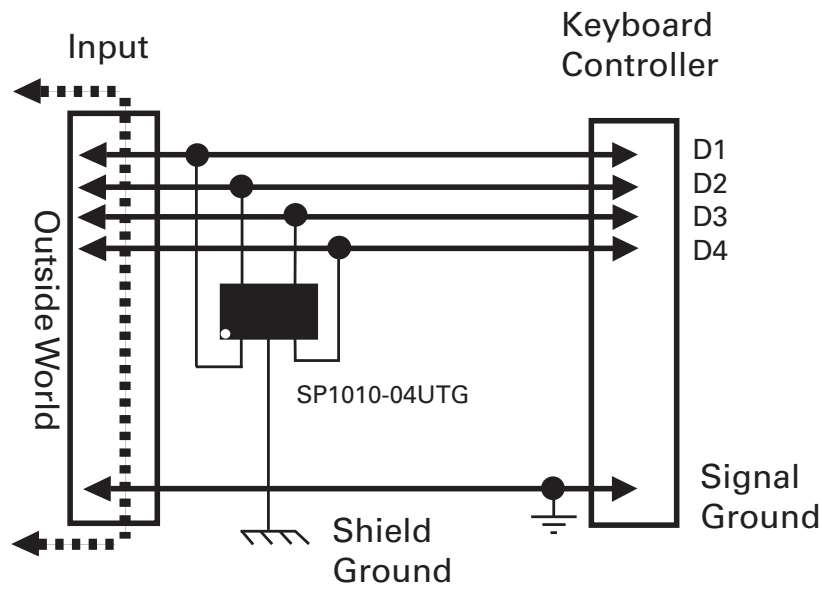 Input
Keyboard
Controller
D1
D2
D3
D4
Outside World
SP1010-04UTG
Signal
Ground
Shield
Ground